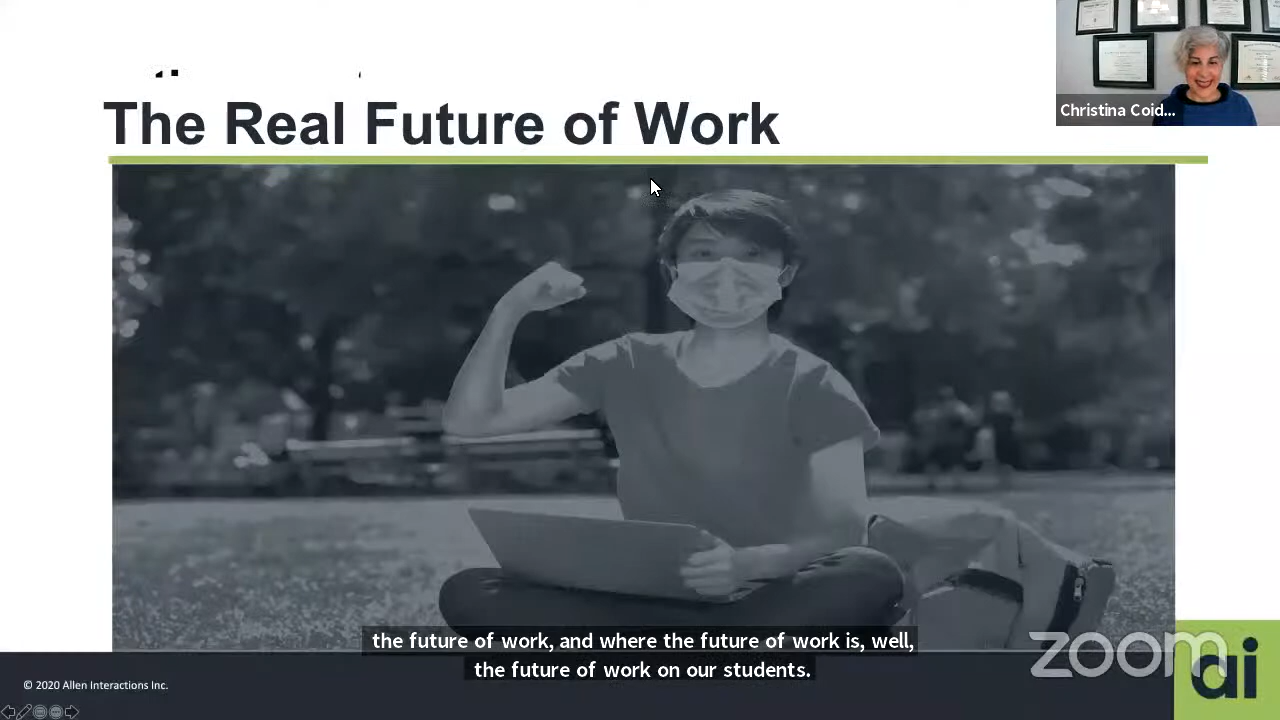 The Real Future of Work
Christina Coid...
the future of work, and where the future of work is, well,
the future of work on our students.
zoom
ai
© 2020 Allen Interactions Inc.